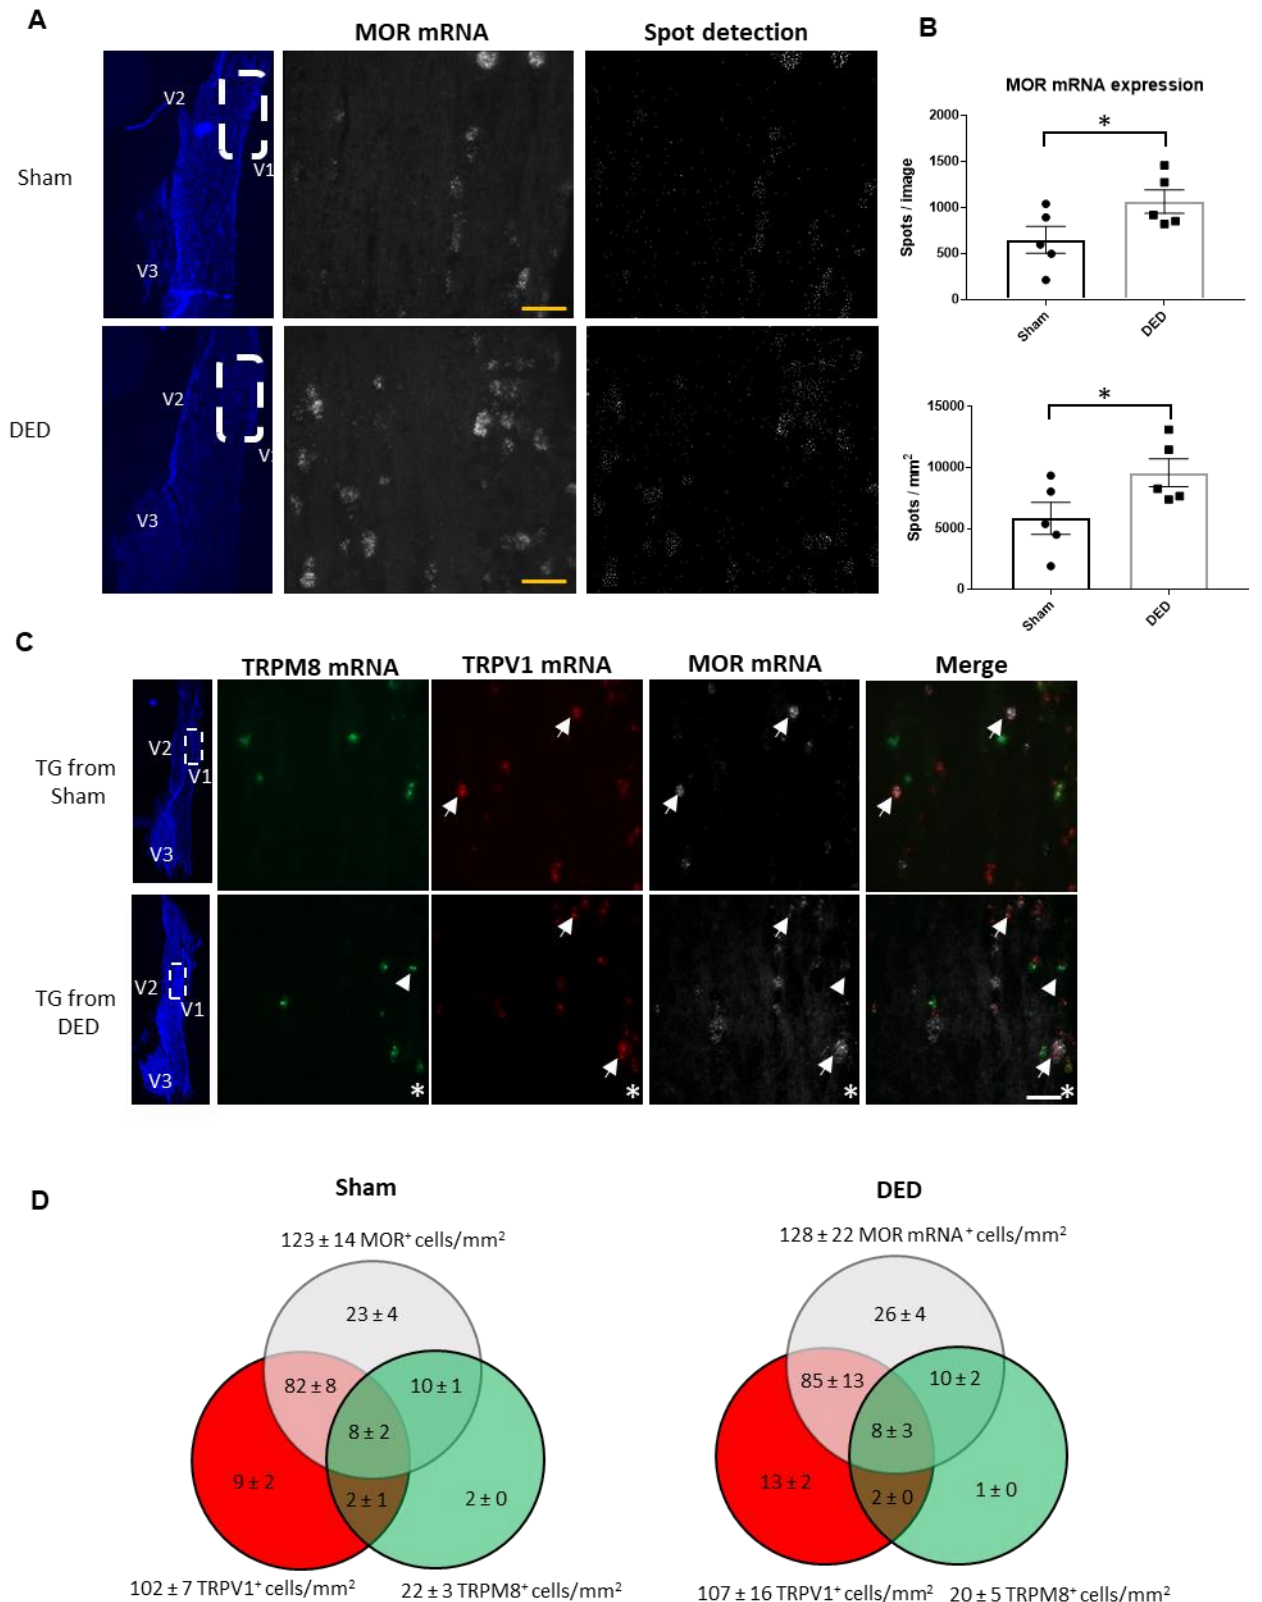 A
MOR mRNA
Spot detection
Sham
V2
V1
V3
DED
V2
V
V3
B
MOR mRNA expression
*
2000
1500
1000
500
0
Spots / image
Sham
DED
*
15000
10000
5000
0
Spots / mm²
Sham
DED
C
TRPM8 mRNA
TRPV1 mRNA
MOR mRNA
Merge
TG from
Sham
V2
V1
V3
TG from
DED
V2
V1
V3
*
*
*
*
D
Sham
123 ± 14 MOR⁺ cells/mm²
23 ± 4
82 ± 8
10 ± 1
8 ± 2
9 ± 2
2 ± 1
2 ± 0
102 ± 7 TRPV1⁺ cells/mm²
22 ± 3 TRPM8⁺ cells/mm²
DED
128 ± 22 MOR mRNA⁺ cells/mm²
26 ± 4
85 ± 13
10 ± 2
8 ± 3
13 ± 2
2 ± 0
1 ± 0
107 ± 16 TRPV1⁺ cells/mm²
20 ± 5 TRPM8⁺ cells/mm²